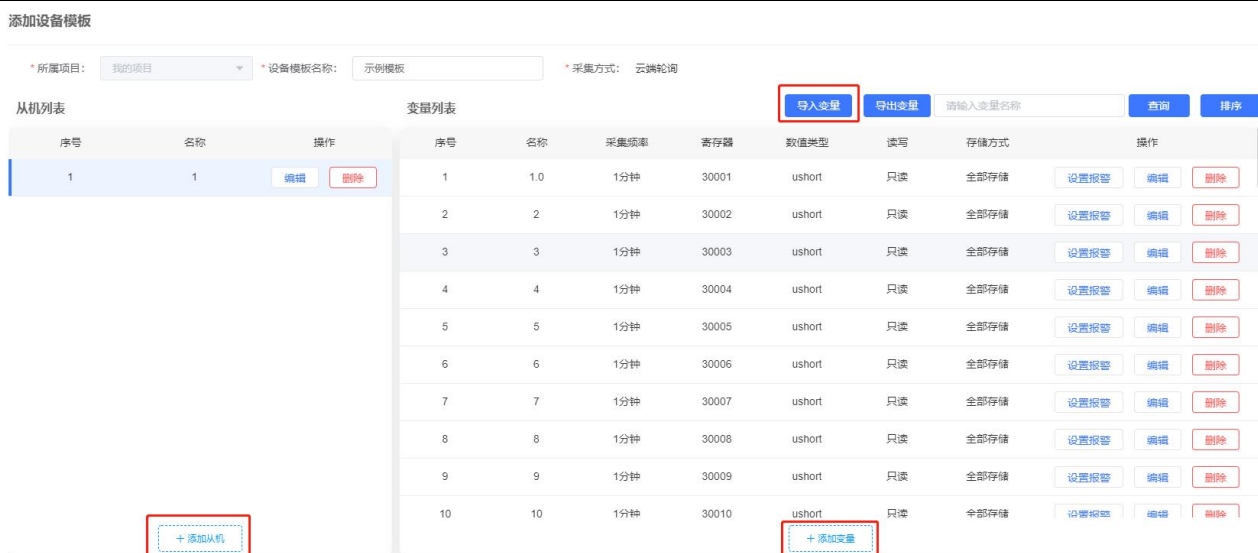 添加设备模板
* 所属项目： 我的项目 * 设备模板名称： 示例模板 * 采集方式： 云端轮询
从机列表 变量列表 导入变量 导出变量 请输入变量名称 查询 排序
序号 名称 操作 序号 名称 采集频率 寄存器 数值类型 读写 存储方式 操作
1 1 编辑 删除 1 1.0 1分钟 30001 ushort 只读 全部存储 设置报警 编辑 删除
2 2 1分钟 30002 ushort 只读 全部存储 设置报警 编辑 删除
3 3 1分钟 30003 ushort 只读 全部存储 设置报警 编辑 删除
4 4 1分钟 30004 ushort 只读 全部存储 设置报警 编辑 删除
5 5 1分钟 30005 ushort 只读 全部存储 设置报警 编辑 删除
6 6 1分钟 30006 ushort 只读 全部存储 设置报警 编辑 删除
7 7 1分钟 30007 ushort 只读 全部存储 设置报警 编辑 删除
8 8 1分钟 30008 ushort 只读 全部存储 设置报警 编辑 删除
9 9 1分钟 30009 ushort 只读 全部存储 设置报警 编辑 删除
10 10 1分钟 30010 ushort 只读 全部存储 设置报警 编辑 删除
+ 添加从机 + 添加变量